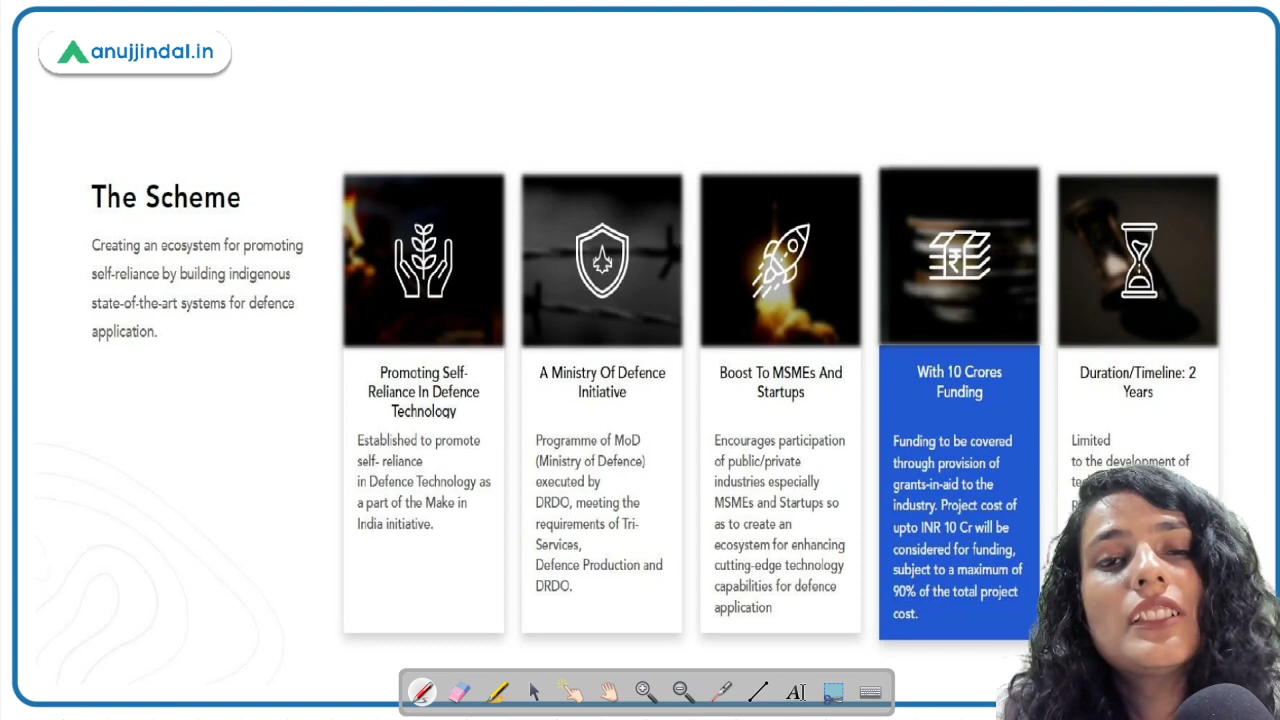 anujjindal.in
The Scheme
Creating an ecosystem for promoting
self-reliance by building indigenous
state-of-the-art systems for defence
application.
Promoting Self-
Reliance In Defence
Technology
Established to promote
self- reliance
in Defence Technology as
a part of the Make in
India initiative.
A Ministry Of Defence
Initiative
Programme of MoD
(Ministry of Defence)
executed by
DRDO, meeting the
requirements of Tri-
Services,
Defence Production and
DRDO.
Boost To MSMEs And
Startups
Encourages participation
of public/private
industries especially
MSMEs and Startups so
as to create an
ecosystem for enhancing
cutting-edge technology
capabilities for defence
application
With 10 Crores
Funding
Funding to be covered
through provision of
grants-in-aid to the
industry. Project cost of
upto INR 10 Cr will be
considered for funding,
subject to a maximum of
90% of the total project
cost.
Duration/Timeline: 2
Years
Limited
to the development of